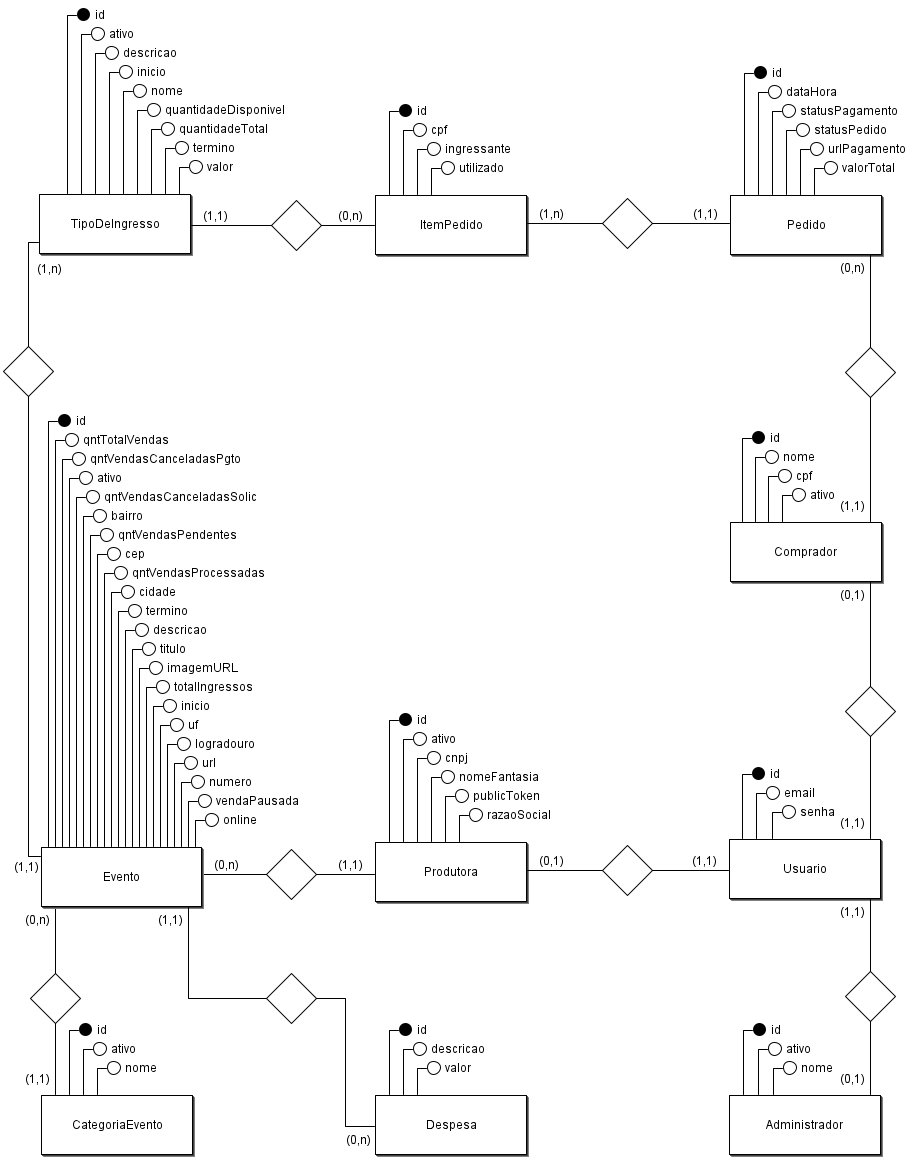 id
ativo
descricao
inicio
nome
quantidadeDisponivel
quantidadeTotal
termino
valor
TipoDeIngresso
(1,1)
(0,n)
id
cpf
ingressante
utilizado
ItemPedido
(1,n)
(1,1)
id
dataHora
statusPagamento
statusPedido
urlPagamento
valorTotal
Pedido
(1,n)
(0,n)
id
nome
cpf
ativo
(1,1)
Comprador
(0,1)
id
qntTotalVendas
qntVendasCanceladasPgto
ativo
qntVendasCanceladasSolic
bairro
qntVendasPendentes
cep
qntVendasProcessadas
cidade
termino
descricao
titulo
imagemURL
totalIngressos
inicio
uf
logradouro
url
numero
vendaPausada
online
(1,1)
Evento
(0,n)
(1,1)
id
ativo
cnpj
nomeFantasia
publicToken
razaoSocial
Produtora
(0,1)
(1,1)
id
email
senha
(1,1)
Usuario
(0,n)
(1,1)
(1,1)
id
ativo
nome
(1,1)
CategoriaEvento
id
descricao
valor
(0,n)
Despesa
id
ativo
nome
(0,1)
Administrador